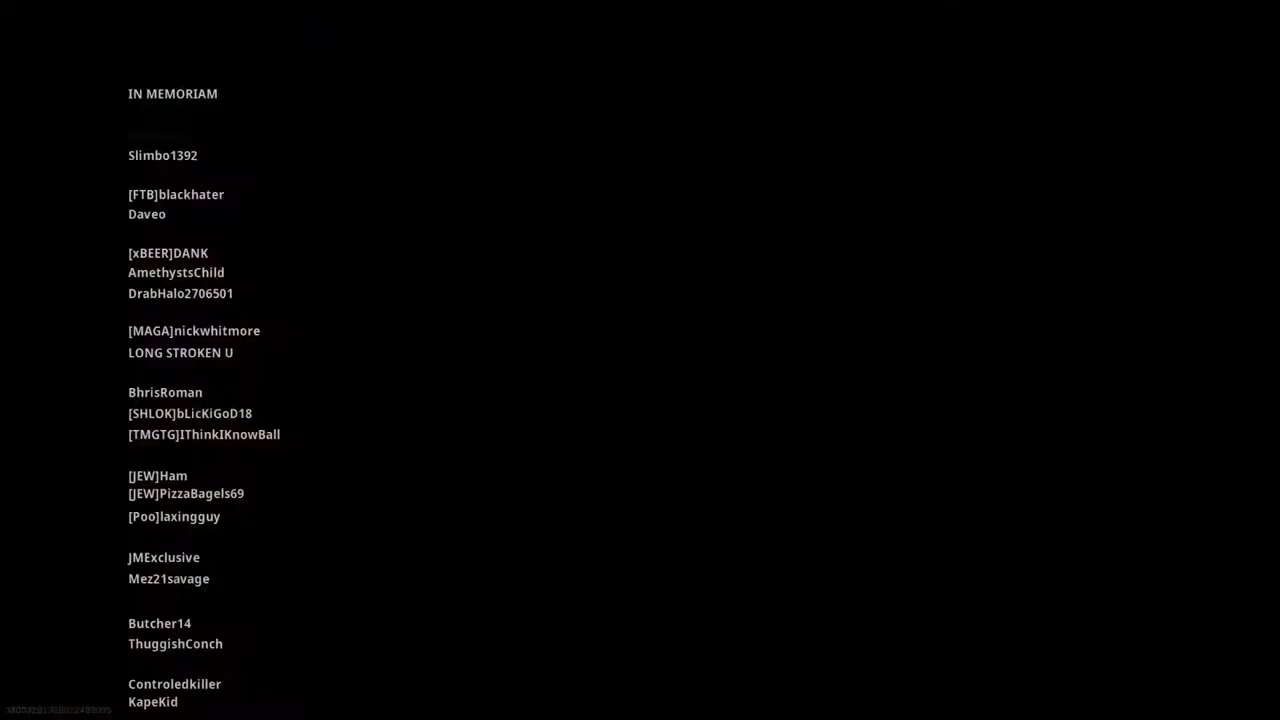 IN MEMORIAM
Slimbo1392
[FTB]blackhater
Daveo
[xBEER]DANK
AmethystsChild
DrabHalo2706501
[MAGA]nickwhitmore
LONG STROKEN U
BhrisRoman
[SHLOK]bLicKiGoD18
[TMGTG]IThinkIKnowBall
[JEW]Ham
[JEW]PizzaBagels69
[Poo]laxingguy
JMExclusive
Mez21savage
Butcher14
ThuggishConch
Controledkiller
KapeKid